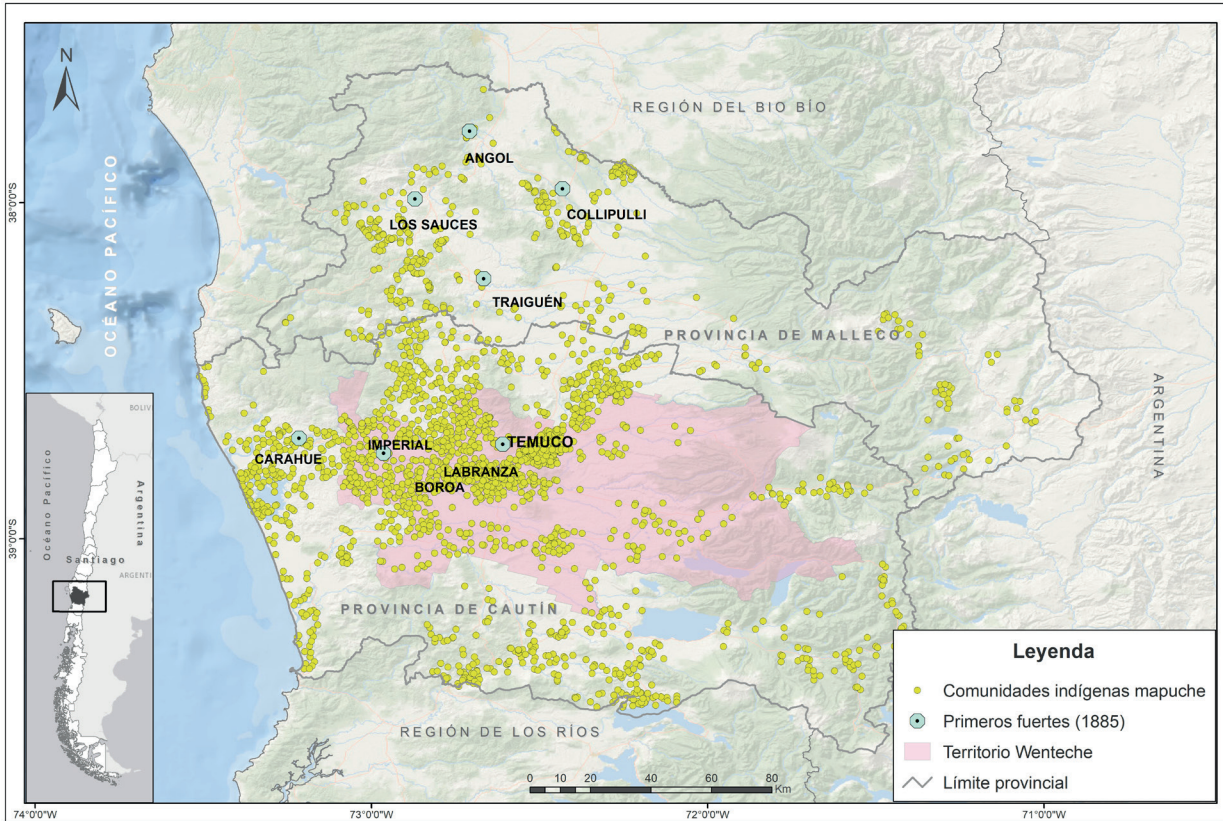 N
REGIÓN DEL BIO BÍO
ANGOL
OCÉANO PACÍFICO
38°0'0"S
LOS SAUCES
COLLIPULLI
TRAIGUÉN
PROVINCIA DE MALLECO
ARGENTINA
IMPERIAL
TEMUCO
CARAHUE
LABRANZA
BOROA
38°0'0"S
PROVINCIA DE CAUTÍN
REGIÓN DE LOS RÍOS
BOLIV
Océano Pacífico
Argentina
Santiago
ARGENTI
Leyenda
Comunidades indígenas mapuche
Primeros fuertes (1885)
Territorio Wenteche
Límite provincial
0 10 20 40 60 80
Km
74°0'0"W
73°0'0"W
72°0'0"W
71°0'0"W